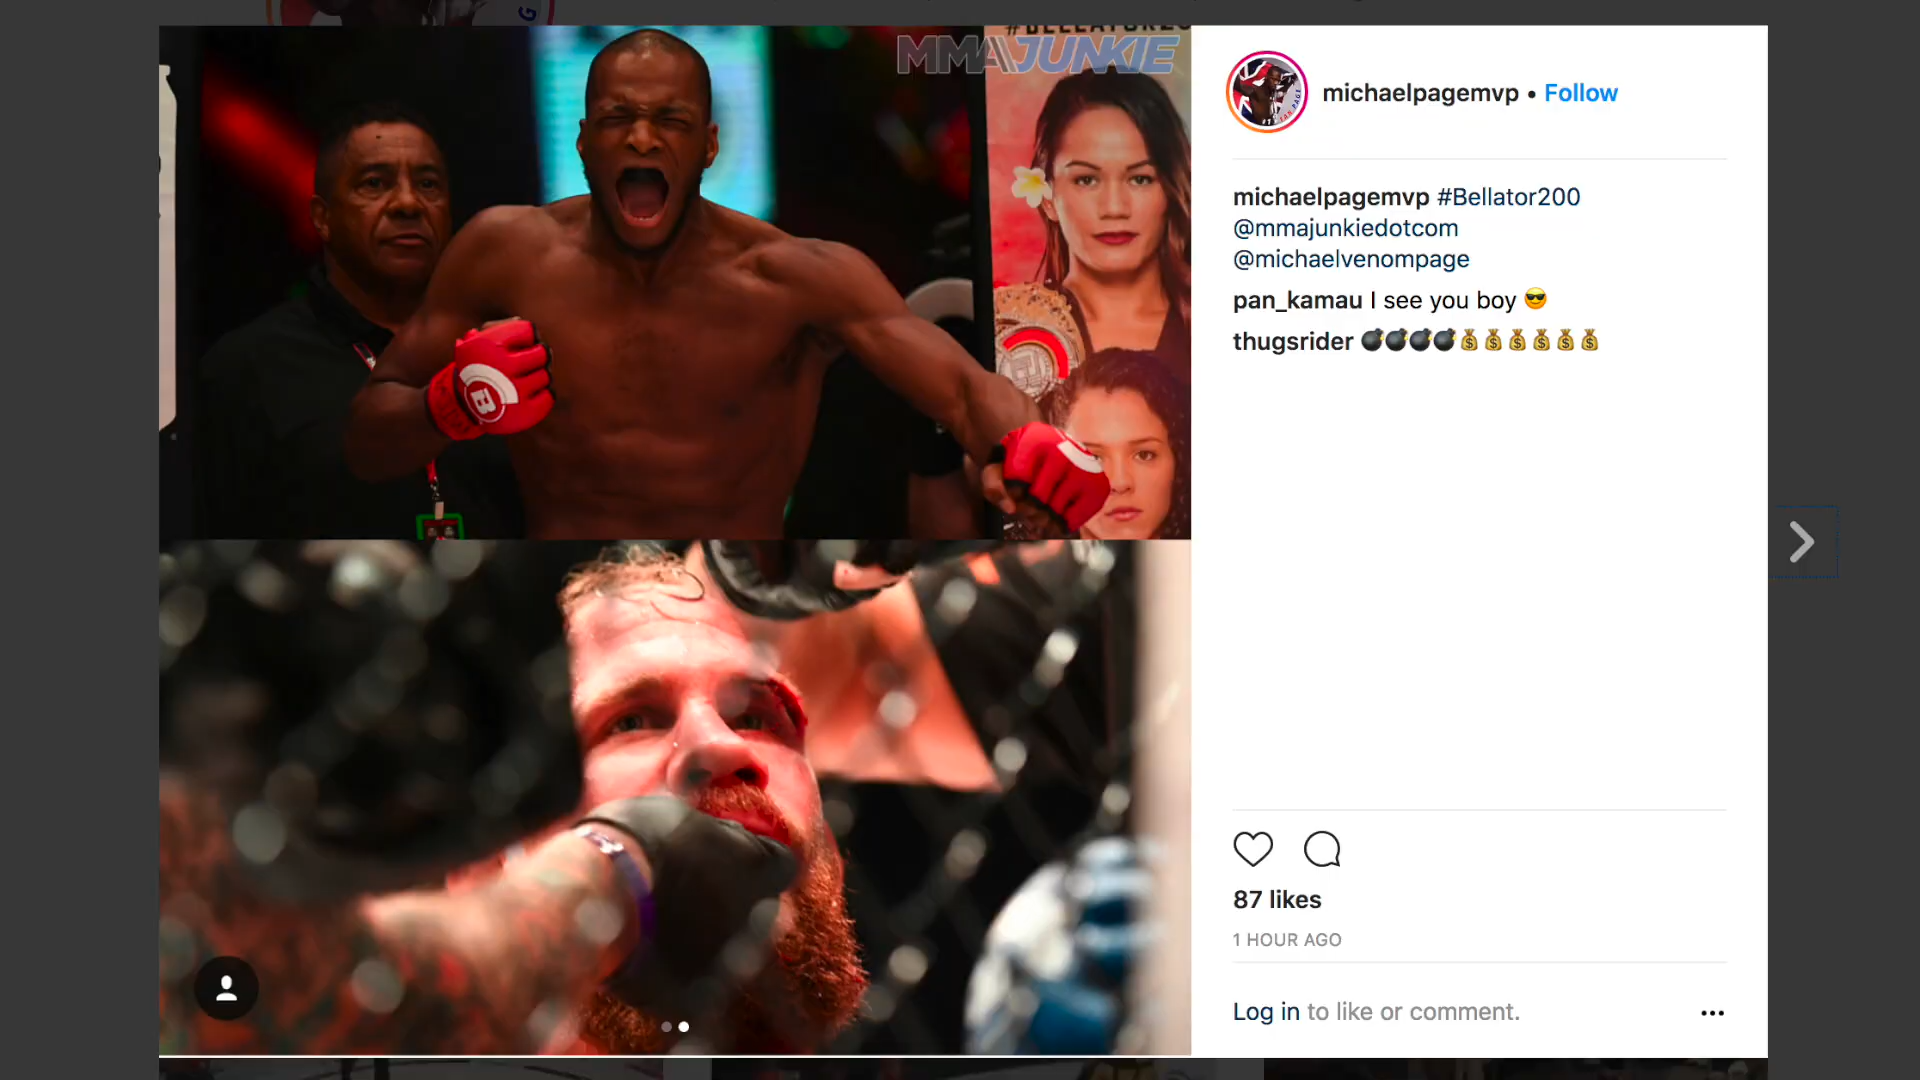 #BELLATOR20
MMAJUNKIE
B
michaelpagemvp • Follow
michaelpagemvp #Bellator200
@mmajunkiedotcom
@michaelvenompage
pan_kamau I see you boy 😎
thugsrider 💣💣💣💣💰💰💰💰💰💰
87 likes
1 HOUR AGO
Log in to like or comment.